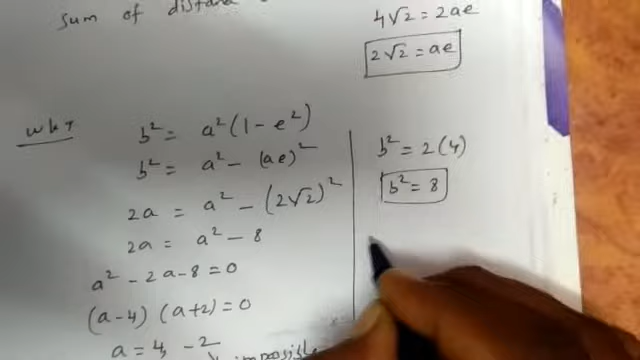 sum of distan
4√2 = 2ae
2√2 = ae
WKT
b² = a²(1 - e²)
b² = a² - (ae)²
2a = a² - (2√2)²
2a = a² - 8
a² - 2a - 8 = 0
(a-4) (a+2) = 0
a = 4, -2
impossible
b² = 2(4)
b² = 8